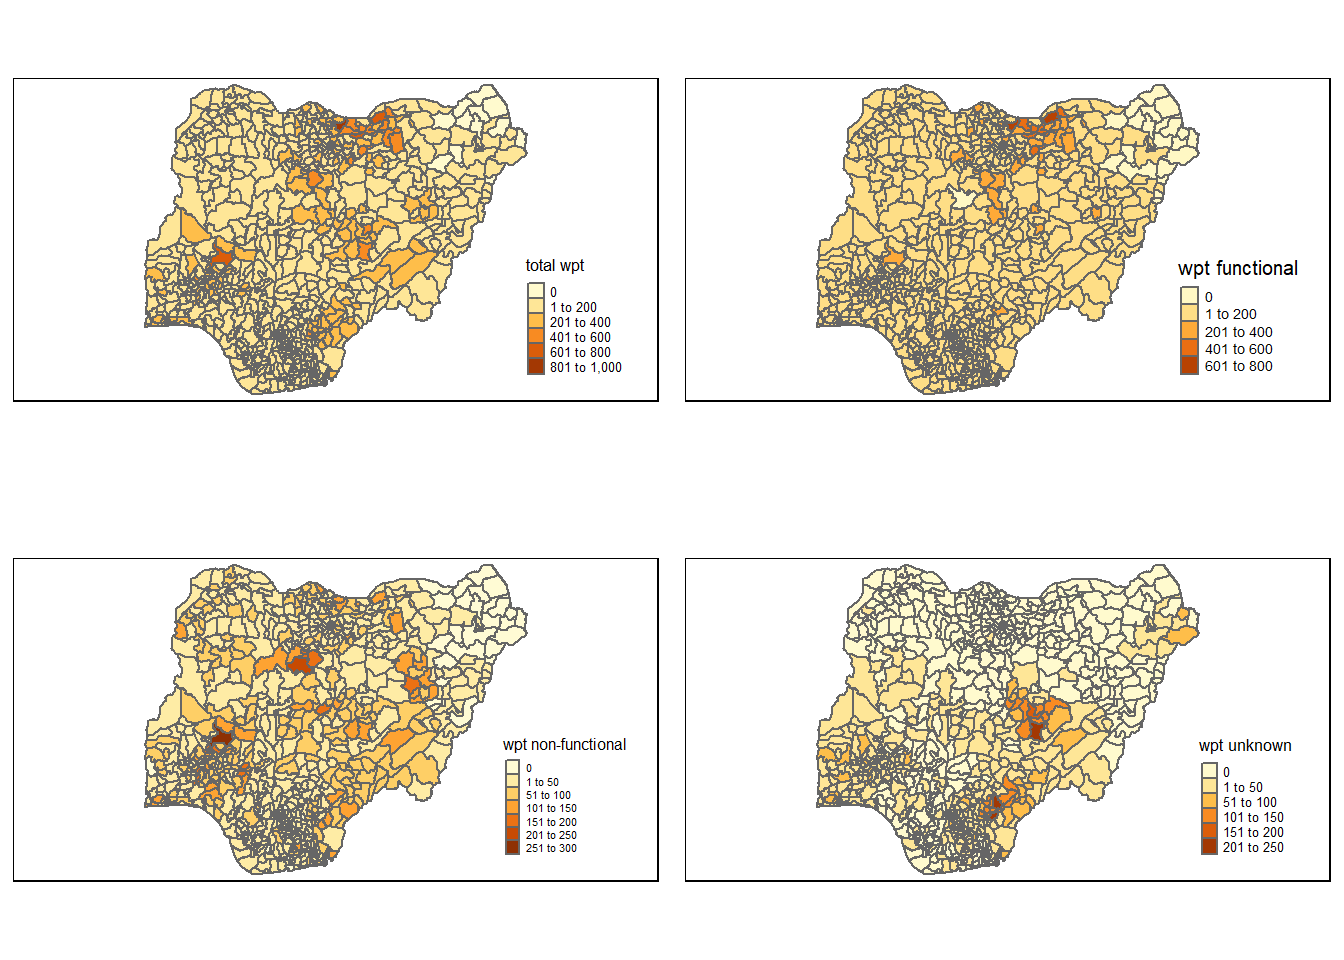 total wpt
0
1 to 200
201 to 400
401 to 600
601 to 800
801 to 1,000
wpt functional
0
1 to 200
201 to 400
401 to 600
601 to 800
wpt non-functional
0
1 to 50
51 to 100
101 to 150
151 to 200
201 to 250
251 to 300
wpt unknown
0
1 to 50
51 to 100
101 to 150
151 to 200
201 to 250